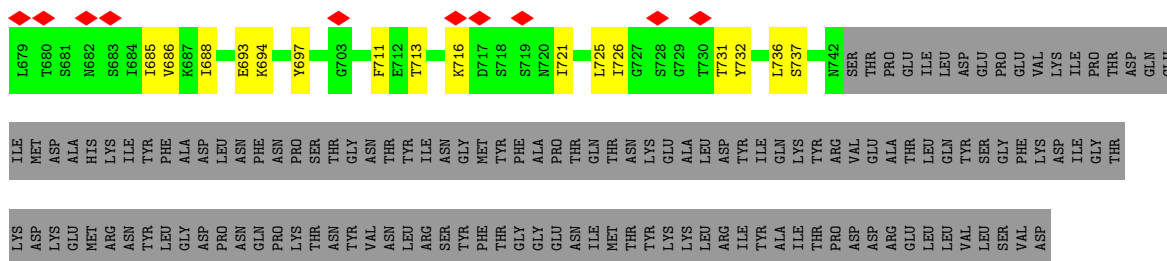 L679 T680 S681 N682 S683 I684 I685 V686 K687 I688 E693 K694 Y697 G703 F711 E712 T713 K716 D717 S718 S719 N720 I721 L725 I726 G727 S728 G729 T730 T731 Y732 L736 S737 N742 SER THR PRO GLU ILE LEU ASP GLU PRO GLU VAL LYS ILE PRO THR ASP GLN GLU
ILE MET ASP ALA HIS LYS ILE TYR PHE ALA ASP LEU ASN PHE ASN PRO SER THR GLY ASN THR TYR ILE ASN GLY MET TYR PHE ALA PRO THR GLN THR ASN LYS GLU ALA LEU ASP TYR ILE GLN LYS TYR ARG VAL GLU ALA THR LEU GLN TYR SER GLY PHE LYS ASP ILE GLY THR
LYS ASP LYS GLU MET ARG ASN TYR LEU GLY ASP PRO ASN GLN PRO LYS THR ASN TYR VAL ASN LEU ARG SER TYR PHE THR GLY GLY GLU ASN ILE MET THR TYR LYS LYS LEU ARG ILE TYR ALA ILE THR PRO ASP ASP ARG GLU LEU LEU VAL LEU SER VAL ASP